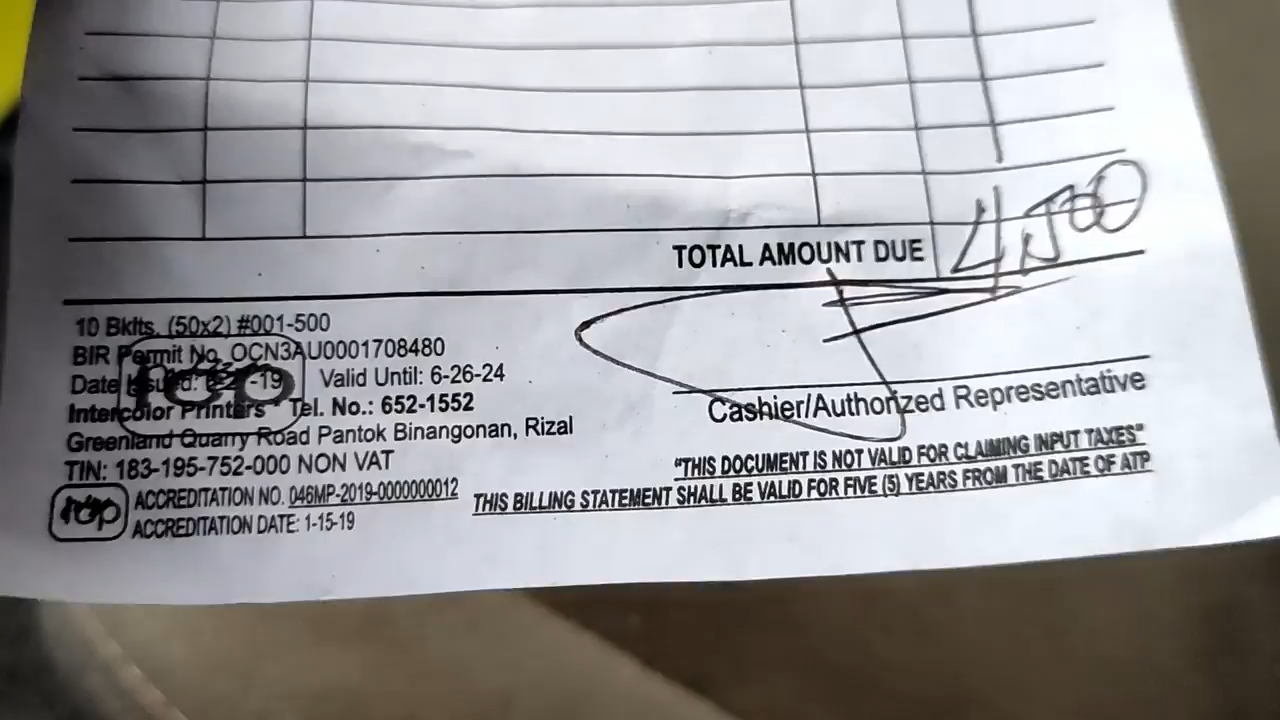 TOTAL AMOUNT DUE 4,500
10 Bklts. (50x2) #001-500
BIR Permit No. OCN3AU0001708480
Date Issued: -19 Valid Until: 6-26-24
Intercolor Printers * Tel. No.: 652-1552
Greenland Quarry Road Pantok Binangonan, Rizal
TIN: 183-195-752-000 NON VAT
ACCREDITATION NO. 046MP-2019-0000000012
ACCREDITATION DATE: 1-15-19
Cashier/Authorized Representative
"THIS DOCUMENT IS NOT VALID FOR CLAIMING INPUT TAXES"
THIS BILLING STATEMENT SHALL BE VALID FOR FIVE (5) YEARS FROM THE DATE OF ATP